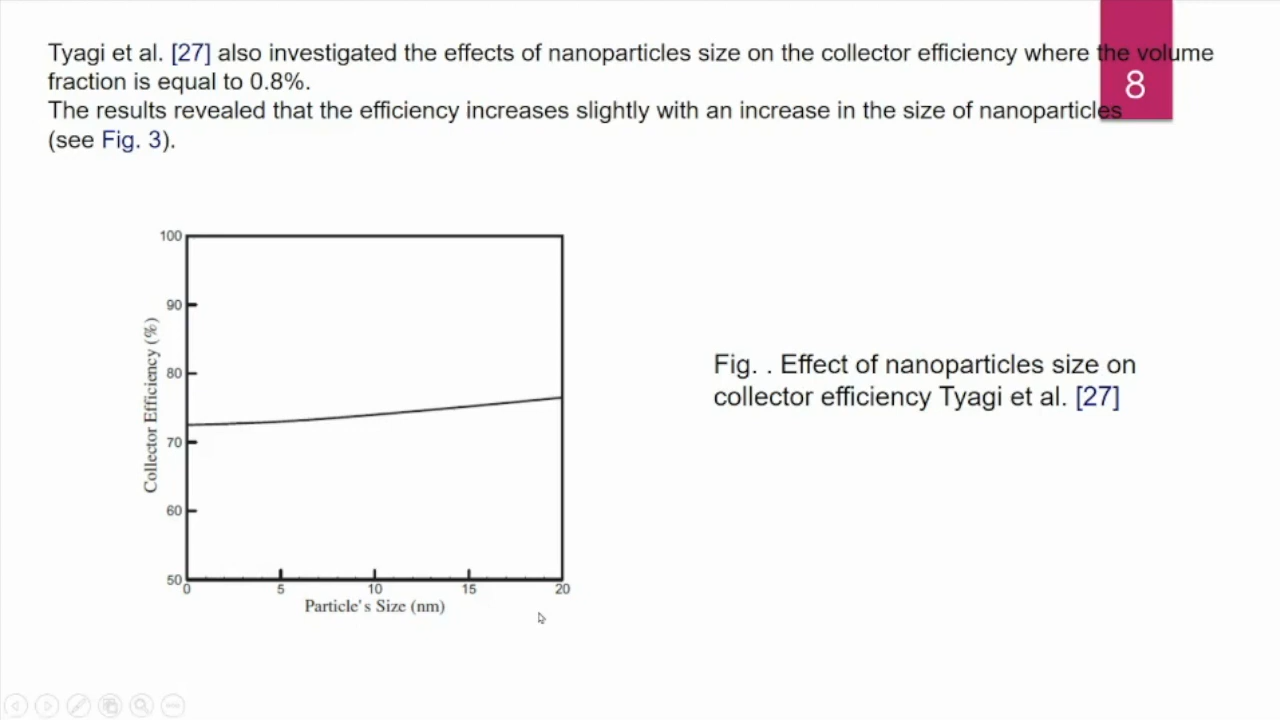 Tyagi et al. [27] also investigated the effects of nanoparticles size on the collector efficiency where the volume
fraction is equal to 0.8%.
The results revealed that the efficiency increases slightly with an increase in the size of nanoparticles
(see Fig. 3).
8
100
90
80
70
60
50
Collector Efficiency (%)
0 5 10 15 20
Particle's Size (nm)
Fig. . Effect of nanoparticles size on
collector efficiency Tyagi et al. [27]